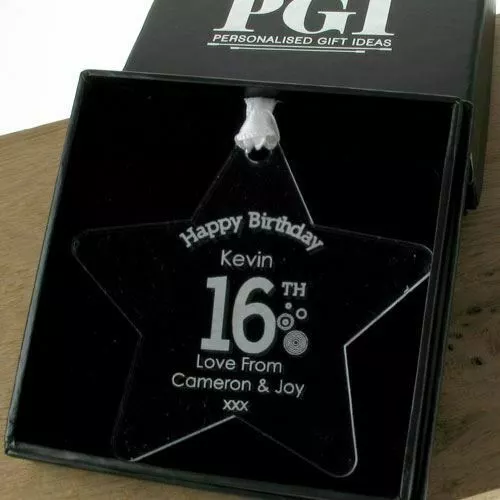 PGI
PERSONALISED GIFT IDEAS
Happy Birthday
Kevin
16TH
Love From
Cameron & Joy
xxx